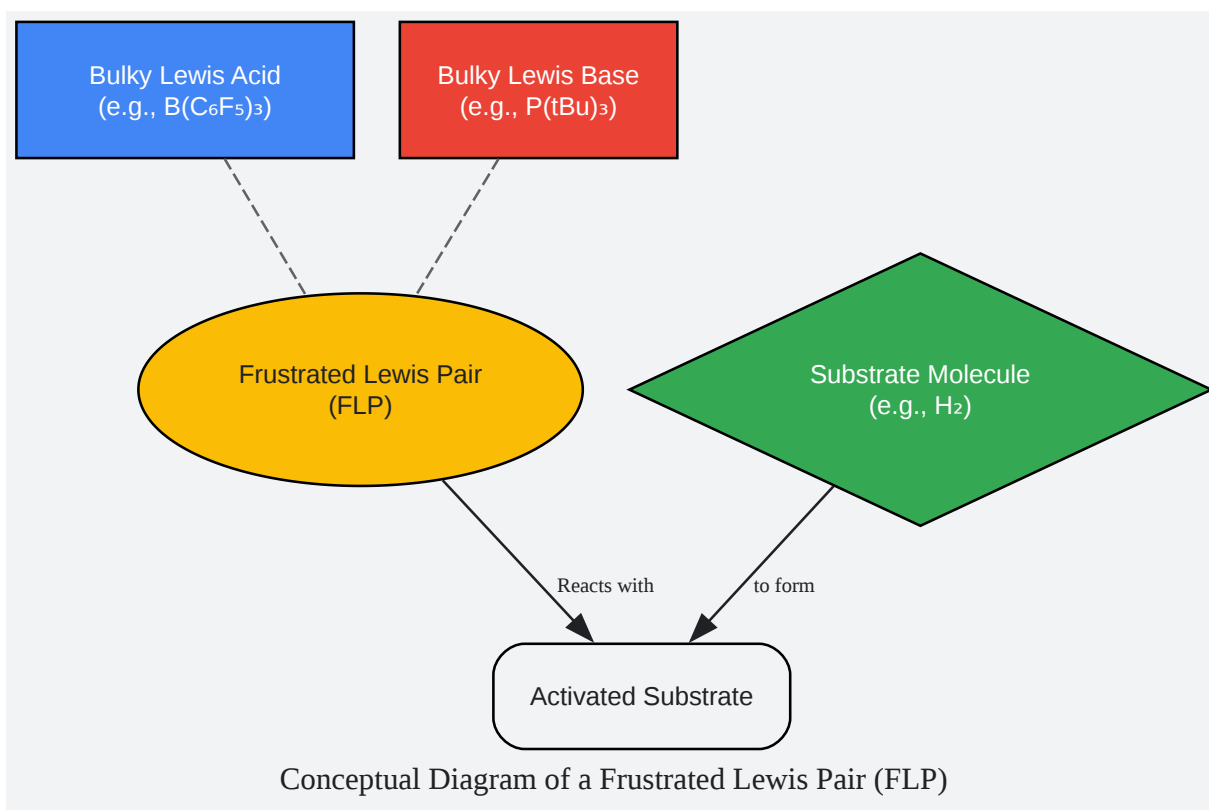 Bulky Lewis Acid
(e.g., B(C₆F₅)₃)
Bulky Lewis Base
(e.g., P(tBu)₃)
Frustrated Lewis Pair
(FLP)
Substrate Molecule
(e.g., H₂)
Reacts with
to form
Activated Substrate
Conceptual Diagram of a Frustrated Lewis Pair (FLP)